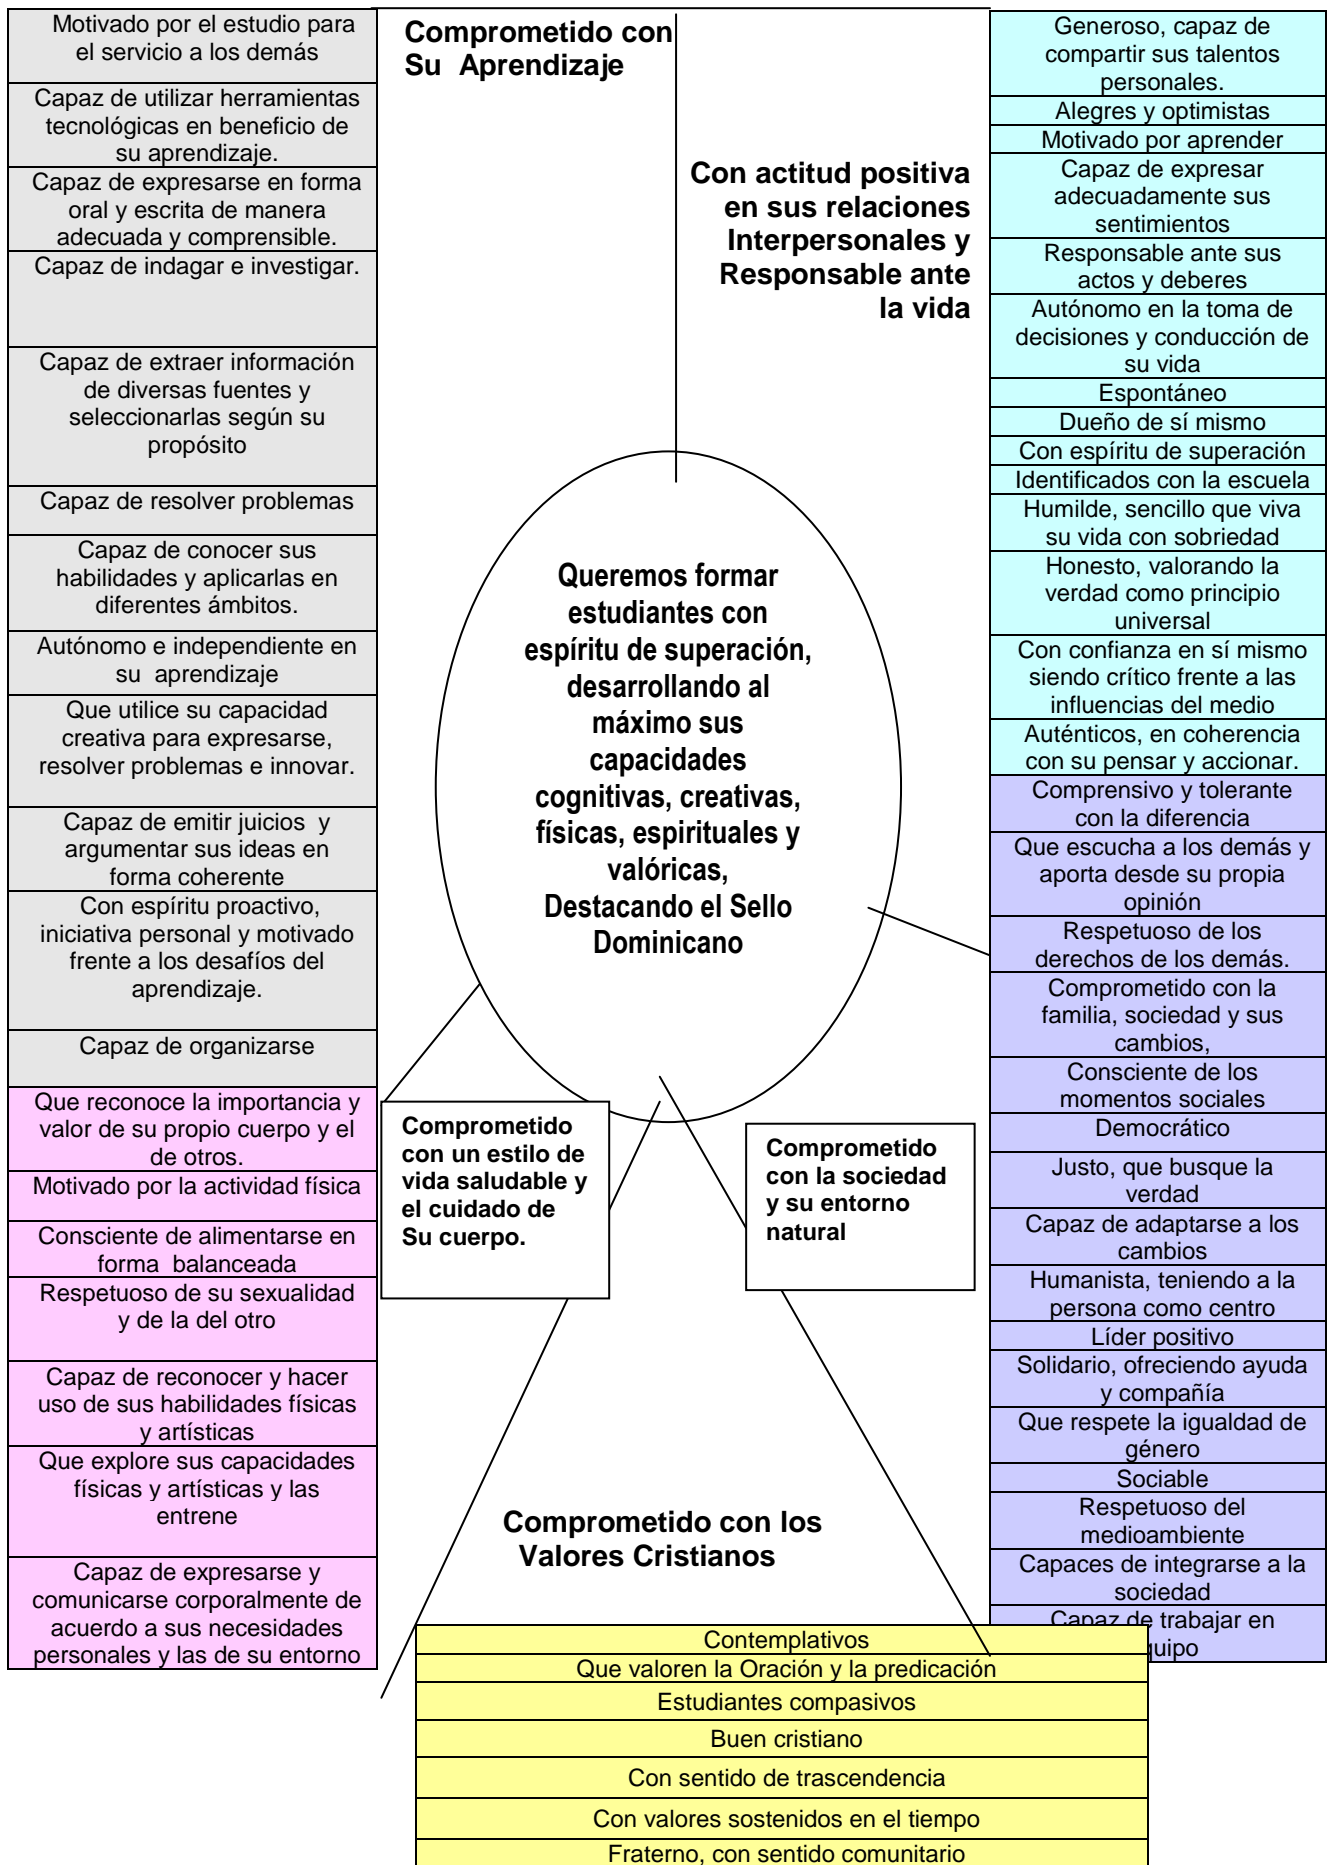 Motivado por el estudio para
el servicio a los demás
Capaz de utilizar herramientas
tecnológicas en beneficio de
su aprendizaje.
Capaz de expresarse en forma
oral y escrita de manera
adecuada y comprensible.
Capaz de indagar e investigar.
Capaz de extraer información
de diversas fuentes y
seleccionarlas según su
propósito
Capaz de resolver problemas
Capaz de conocer sus
habilidades y aplicarlas en
diferentes ámbitos.
Autónomo e independiente en
su aprendizaje
Que utilice su capacidad
creativa para expresarse,
resolver problemas e innovar.
Capaz de emitir juicios y
argumentar sus ideas en
forma coherente
Con espíritu proactivo,
iniciativa personal y motivado
frente a los desafíos del
aprendizaje.
Capaz de organizarse
Que reconoce la importancia y
valor de su propio cuerpo y el
de otros.
Motivado por la actividad física
Consciente de alimentarse en
forma balanceada
Respetuoso de su sexualidad
y de la del otro
Capaz de reconocer y hacer
uso de sus habilidades físicas
y artísticas
Que explore sus capacidades
físicas y artísticas y las
entrene
Capaz de expresarse y
comunicarse corporalmente de
acuerdo a sus necesidades
personales y las de su entorno
Comprometido con
Su Aprendizaje
Con actitud positiva
en sus relaciones
Interpersonales y
Responsable ante
la vida
Queremos formar
estudiantes con
espíritu de superación,
desarrollando al
máximo sus
capacidades
cognitivas, creativas,
físicas, espirituales y
valóricas,
Destacando el Sello
Dominicano
Comprometido
con un estilo de
vida saludable y
el cuidado de
Su cuerpo.
Comprometido
con la sociedad
y su entorno
natural
Comprometido con los
Valores Cristianos
Contemplativos
Que valoren la Oración y la predicación
Estudiantes compasivos
Buen cristiano
Con sentido de trascendencia
Con valores sostenidos en el tiempo
Fraterno, con sentido comunitario
Generoso, capaz de
compartir sus talentos
personales.
Alegres y optimistas
Motivado por aprender
Capaz de expresar
adecuadamente sus
sentimientos
Responsable ante sus
actos y deberes
Autónomo en la toma de
decisiones y conducción de
su vida
Espontáneo
Dueño de sí mismo
Con espíritu de superación
Identificados con la escuela
Humilde, sencillo que viva
su vida con sobriedad
Honesto, valorando la
verdad como principio
universal
Con confianza en sí mismo
siendo crítico frente a las
influencias del medio
Auténticos, en coherencia
con su pensar y accionar.
Comprensivo y tolerante
con la diferencia
Que escucha a los demás y
aporta desde su propia
opinión
Respetuoso de los
derechos de los demás.
Comprometido con la
familia, sociedad y sus
cambios,
Consciente de los
momentos sociales
Democrático
Justo, que busque la
verdad
Capaz de adaptarse a los
cambios
Humanista, teniendo a la
persona como centro
Líder positivo
Solidario, ofreciendo ayuda
y compañía
Que respete la igualdad de
género
Sociable
Respetuoso del
medioambiente
Capaces de integrarse a la
sociedad
Capaz de trabajar en
quipo